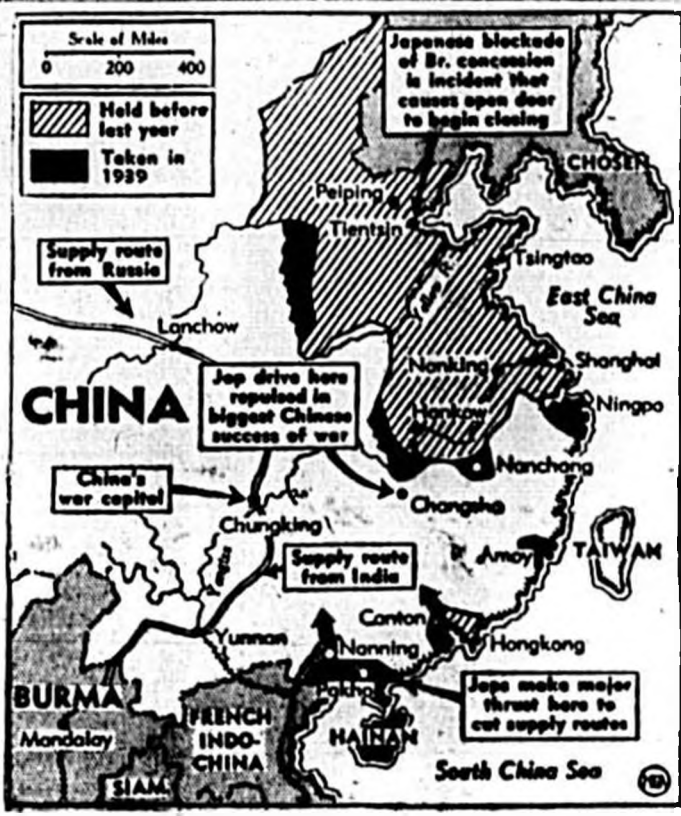 Scale of Miles
0 200 400
Held before
last year
Taken in
1939
Japanese blockade
of Br. concession
is incident that
causes open door
to begin closing
CHOSEN
Peiping
Tientsin
Supply route
from Russia
Yellow R.
Tsingtao
East China
Sea
Lanchow
Jap drive here
repulsed in
biggest Chinese
success of war
Nanking
Shanghai
CHINA
Hankow
Ningpo
China's
war capital
Nanchang
Changsha
Chungking
Supply route
from India
Yangtze
Amoy
TAIWAN
Canton
Yunnan
Nanning
Hongkong
BURMA
Pakhoi
Japs make major
thrust here to
cut supply routes
Mandalay
FRENCH
INDO-
CHINA
HAINAN
SIAM
South China Sea